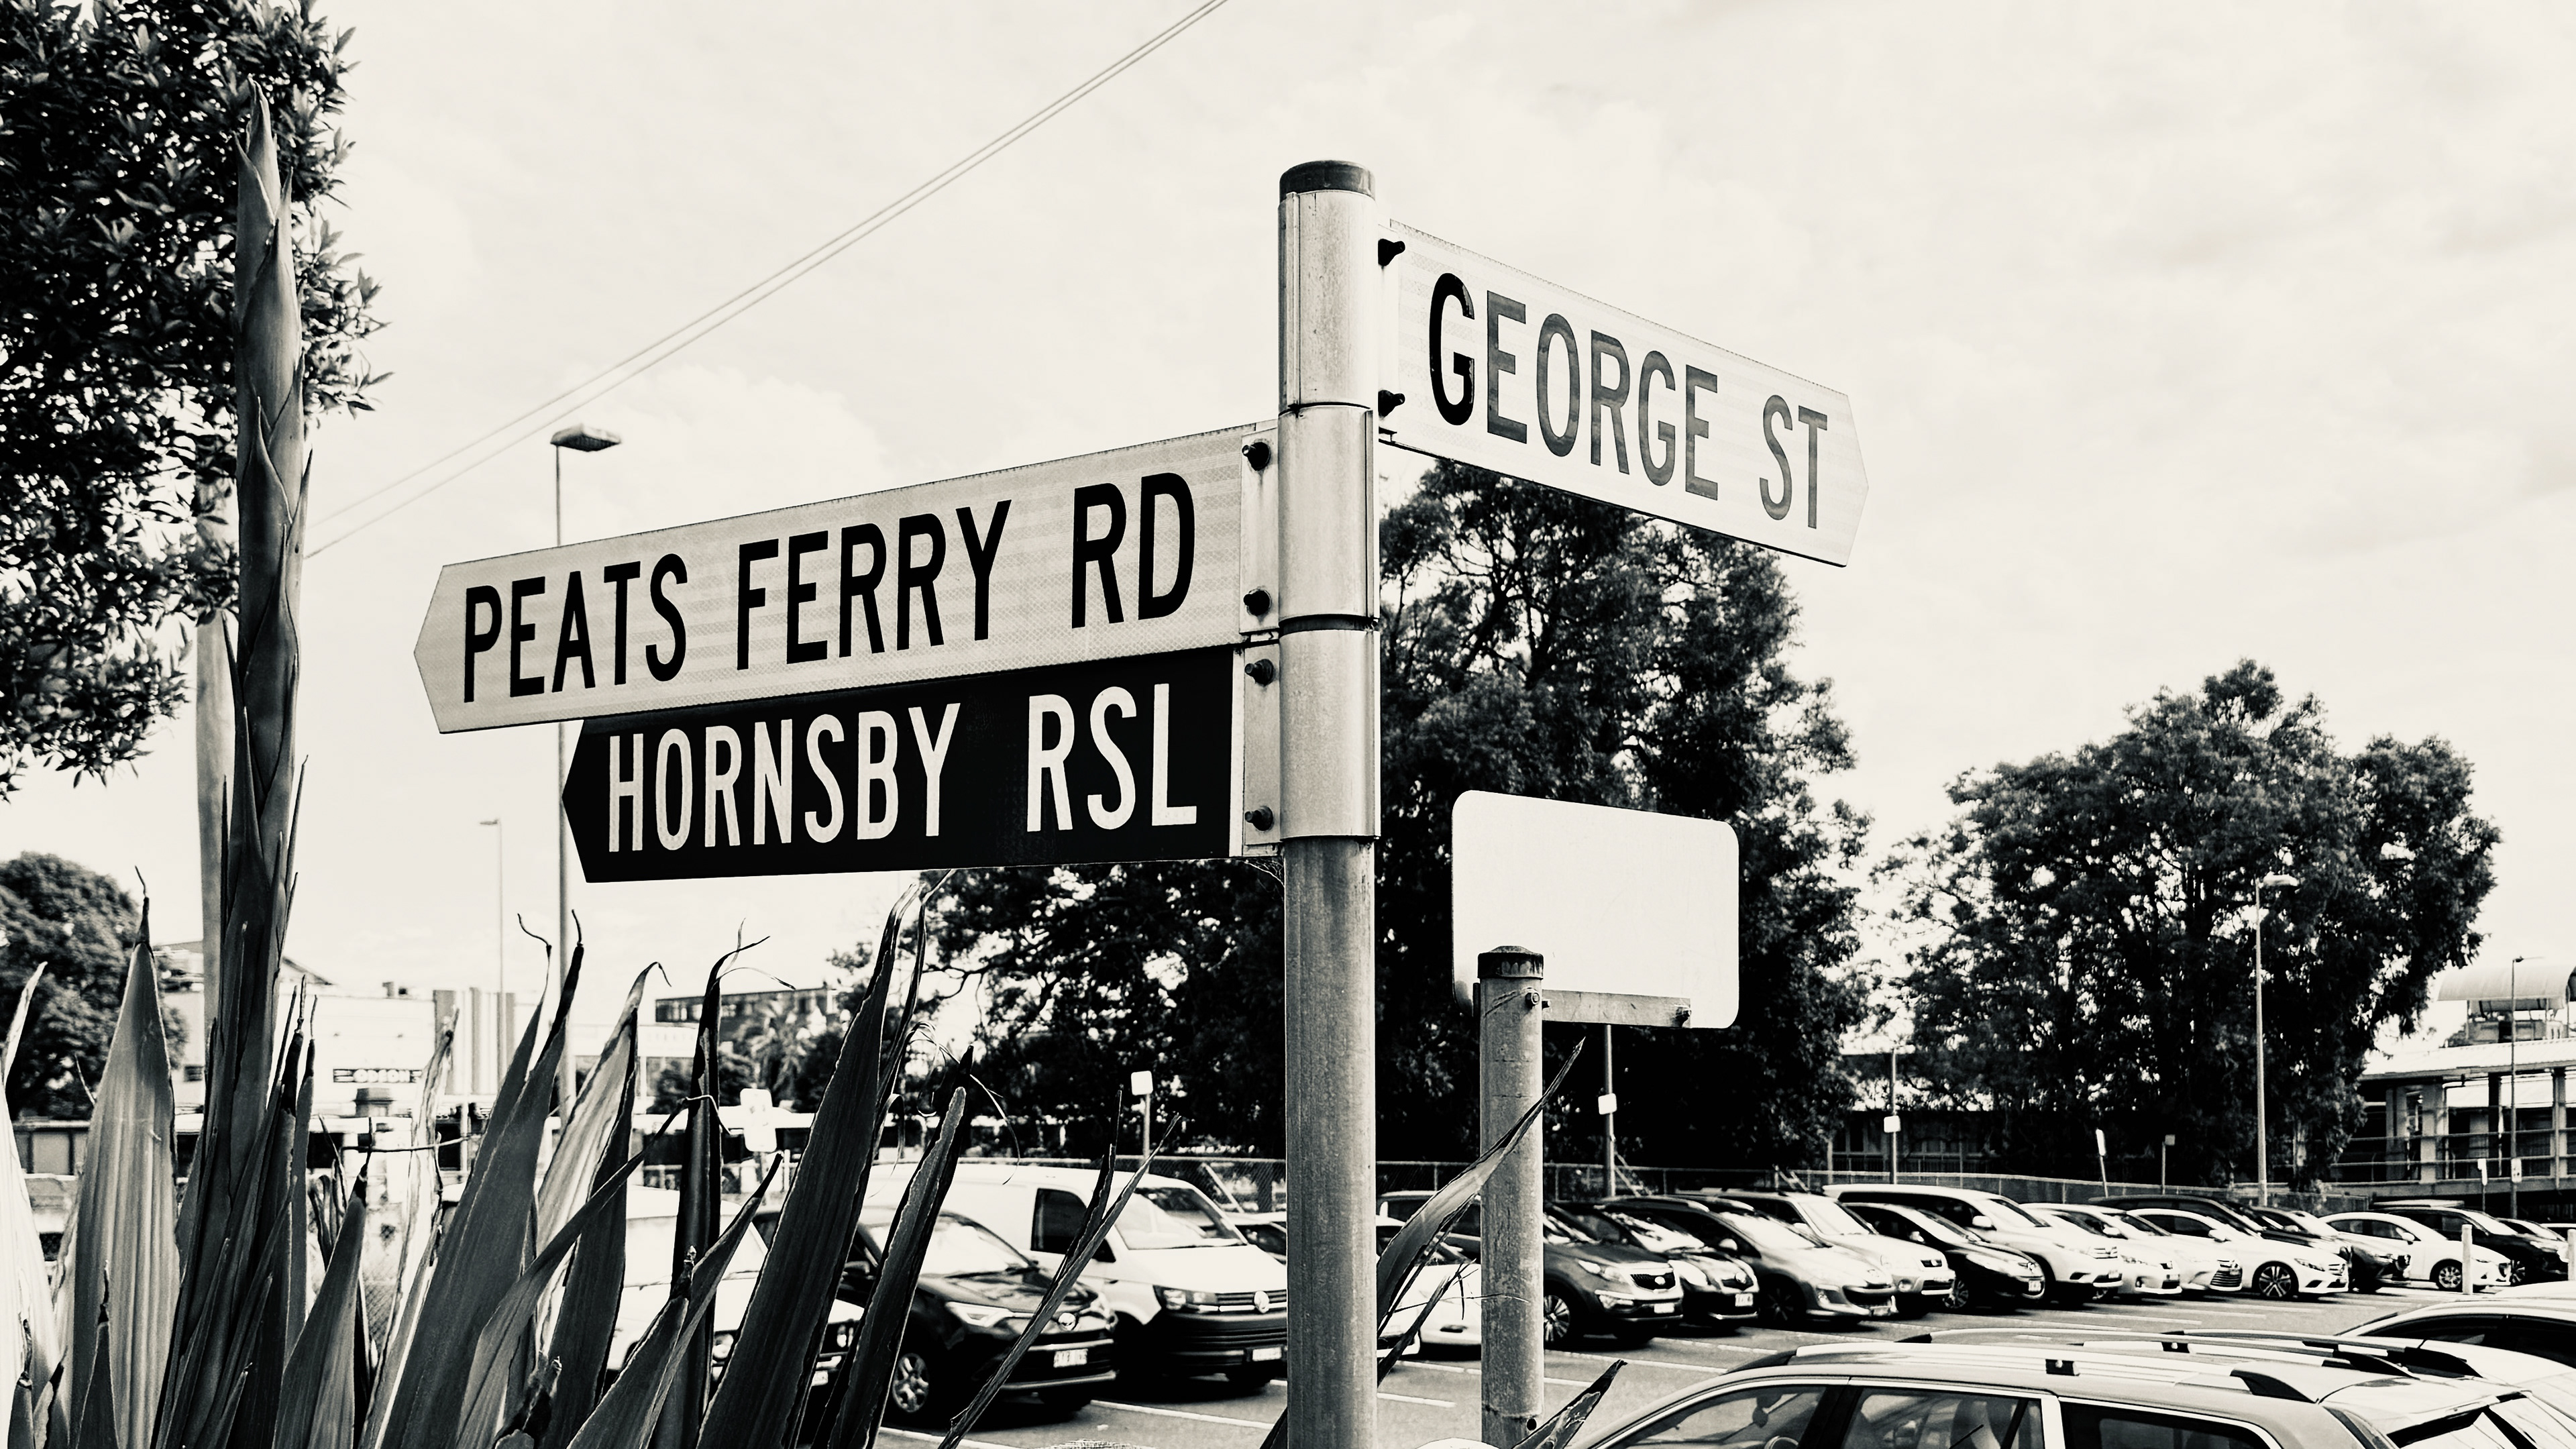 GEORGE ST
PEATS FERRY RD
HORNSBY RSL